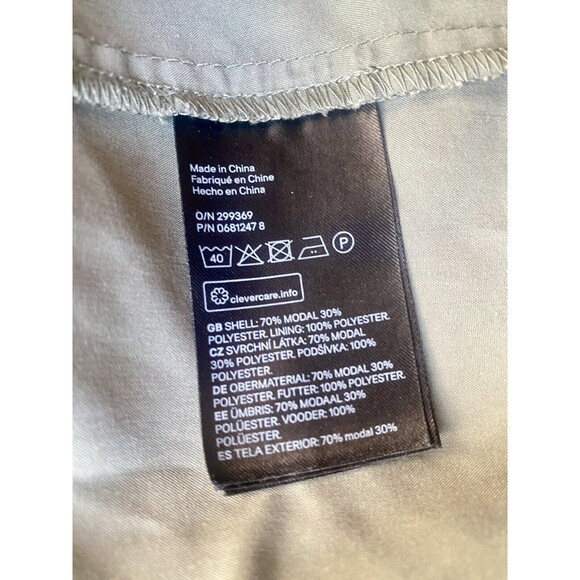 Made in China
Fabriqué en Chine
Hecho en China
O/N 299369
P/N 0681247 8
40 P
clevercare.info
GB SHELL: 70% MODAL 30%
POLYESTER. LINING: 100% POLYESTER.
CZ SVRCHNÍ LÁTKA: 70% MODAL
30% POLYESTER. PODŠÍVKA: 100%
POLYESTER.
DE OBERMATERIAL: 70% MODAL 30%
POLYESTER. FUTTER: 100% POLYESTER.
EE ÜMBRIS: 70% MODAAL 30%
POLÜESTER. VOODER: 100%
POLÜESTER.
ES TELA EXTERIOR: 70% modal 30%